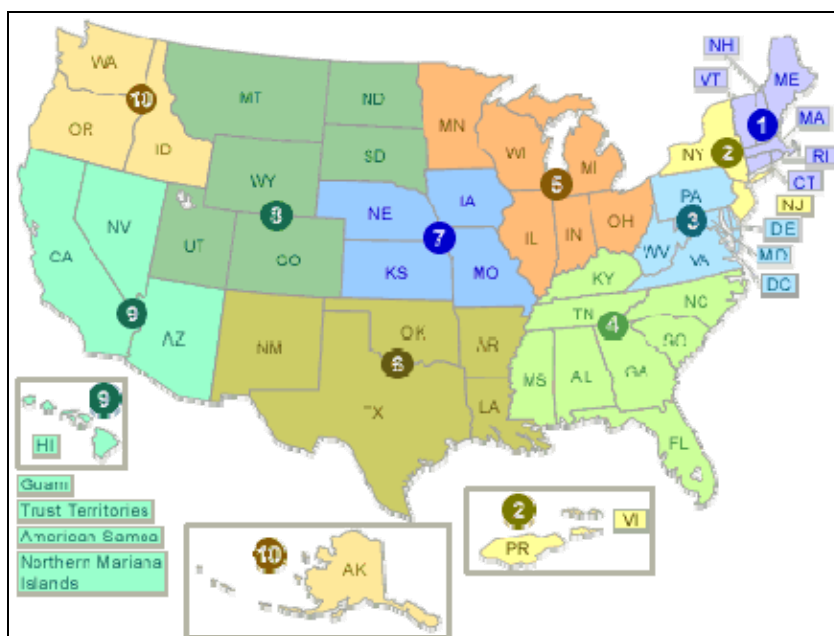 NH
WA
ME
VT
MT
ND
10
MA
MN
1
OR
ID
WI
MI
NY
2
RI
SD
CT
WY
5
PA
NJ
IA
NE
8
3
NV
DE
OH
IL
IN
7
UT
WV
CA
CO
VA
MD
KS
MO
KY
DC
NC
TN
9
4
OK
AZ
NM
AR
SC
6
MS
AL
GA
TX
LA
9
HI
FL
Guam
Trust Territories
American Samoa
Northern Mariana
Islands
2
VI
PR
10
AK